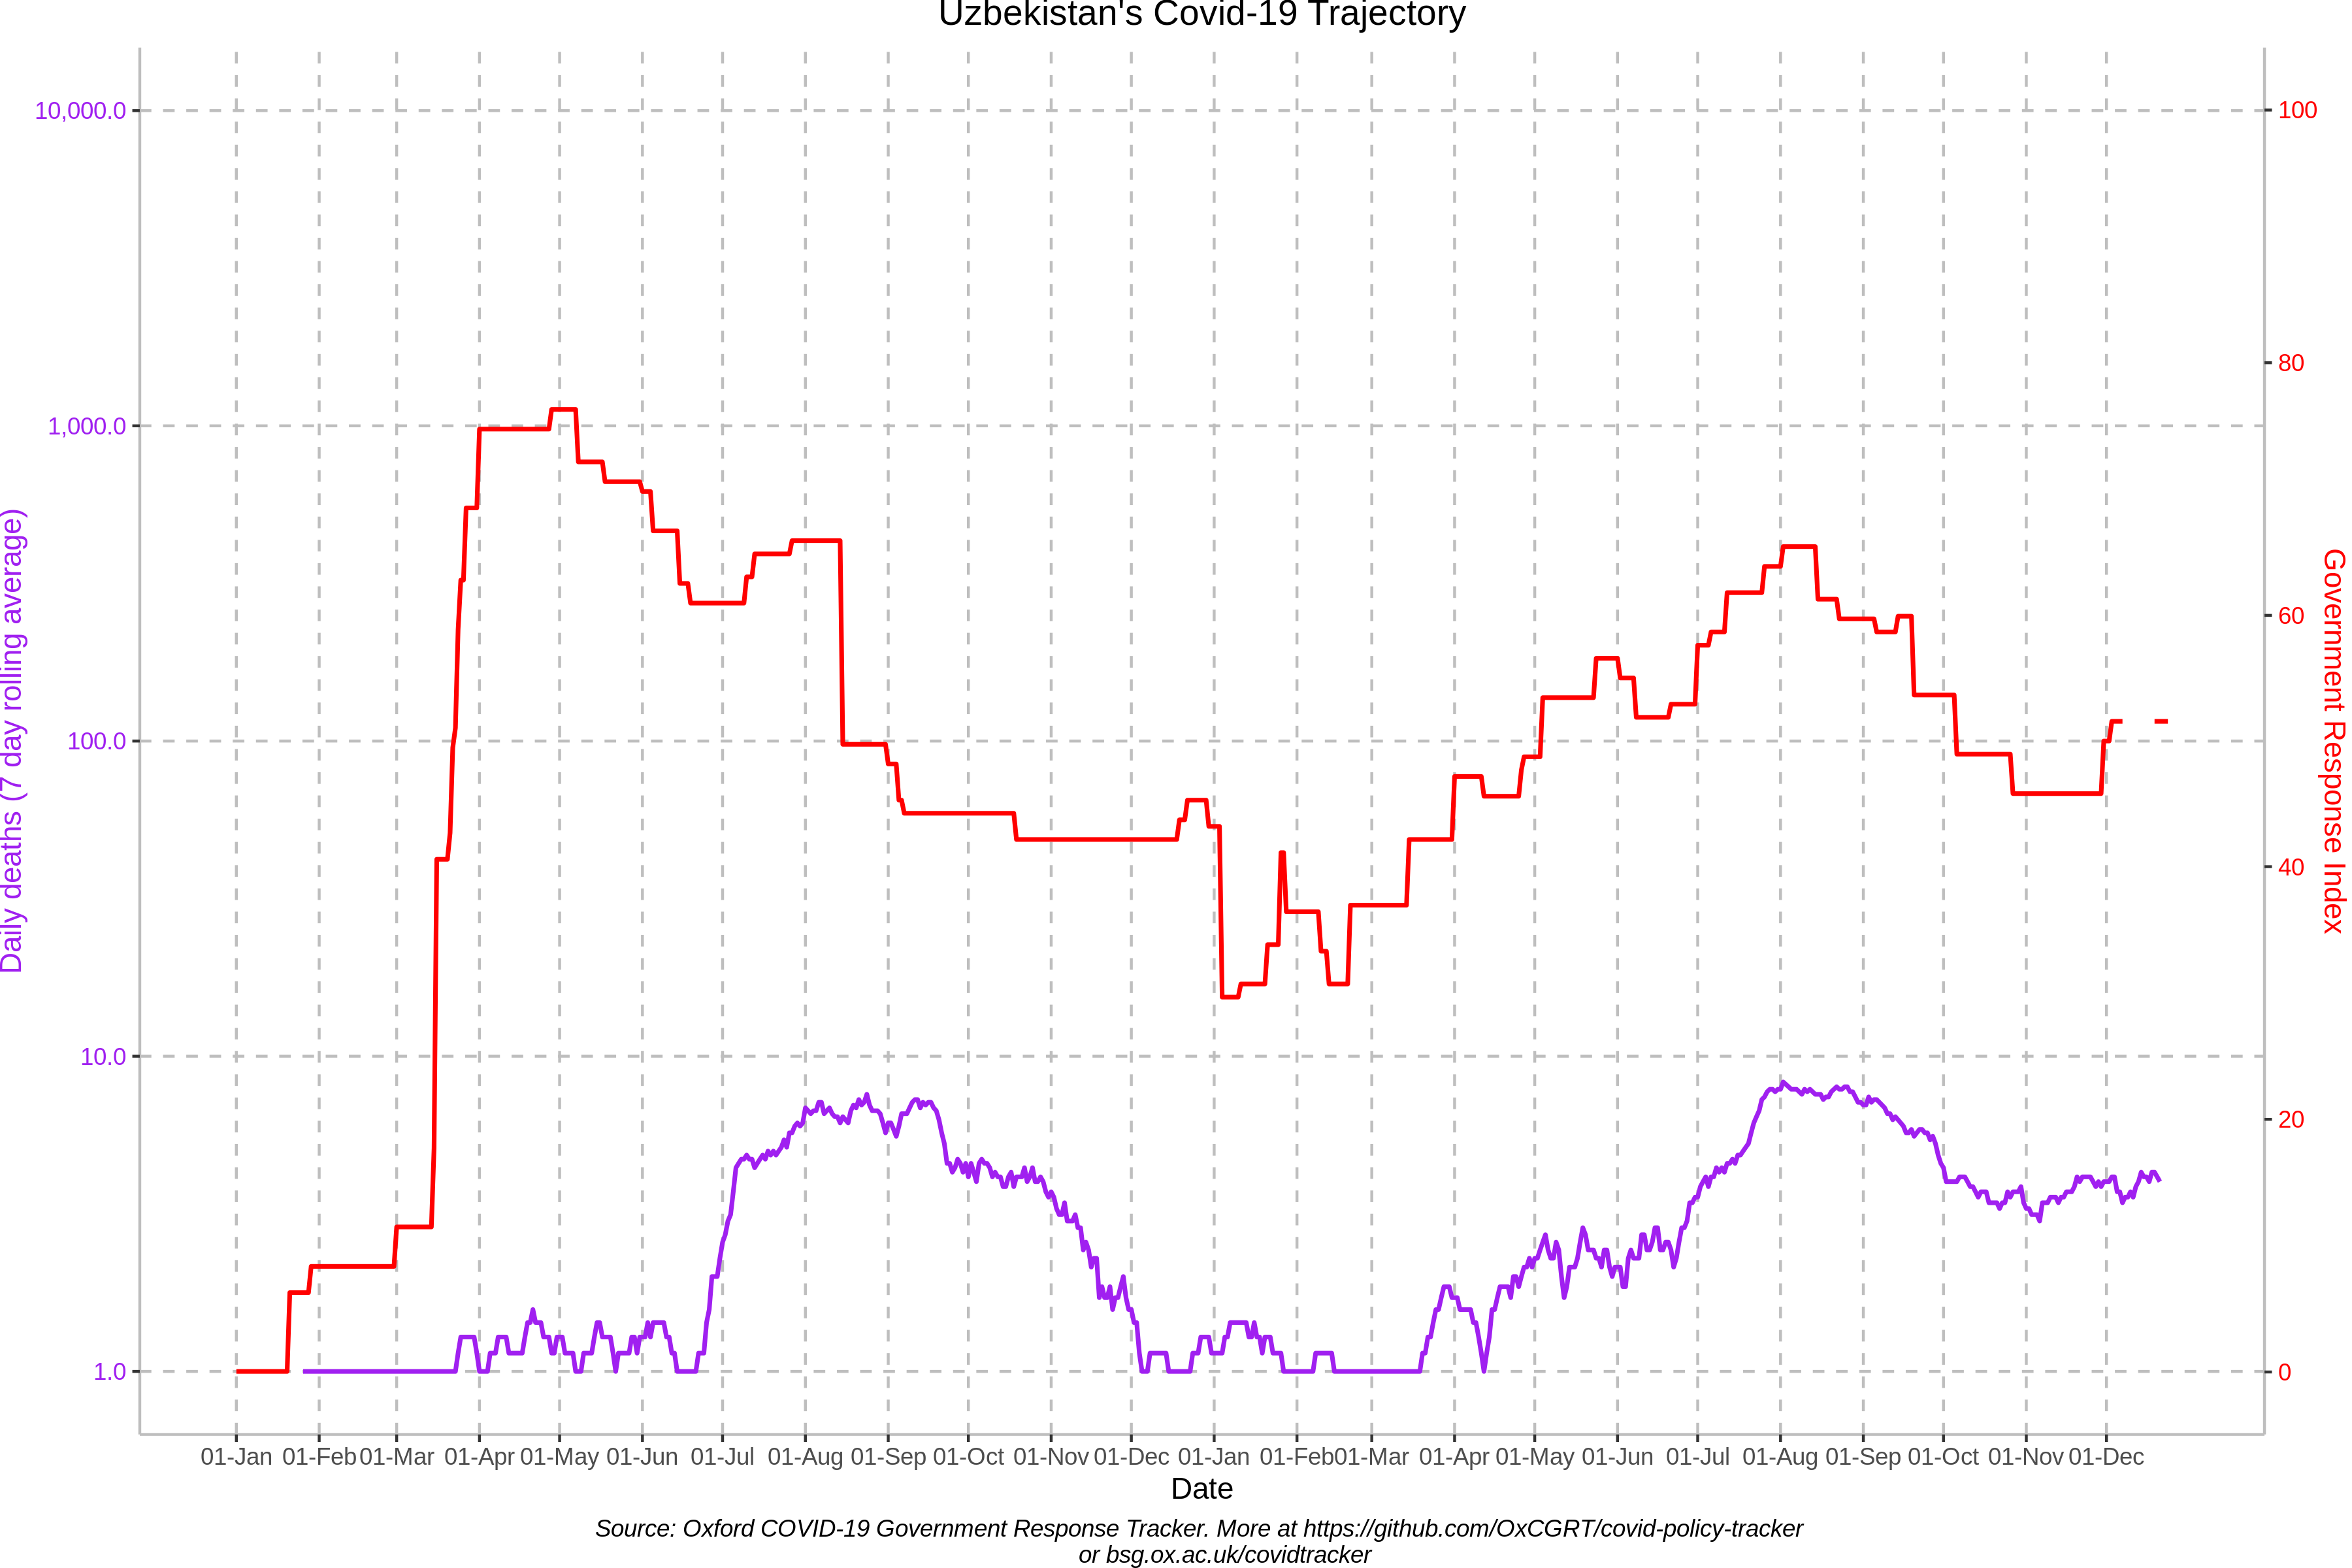 Uzbekistan's Covid-19 Trajectory
10,000.0
1,000.0
100.0
10.0
1.0
Daily deaths (7 day rolling average)
100
80
60
40
20
0
Government Response Index
01-Jan 01-Feb 01-Mar 01-Apr 01-May 01-Jun 01-Jul 01-Aug 01-Sep 01-Oct 01-Nov 01-Dec 01-Jan 01-Feb 01-Mar 01-Apr 01-May 01-Jun 01-Jul 01-Aug 01-Sep 01-Oct 01-Nov 01-Dec
Date
Source: Oxford COVID-19 Government Response Tracker. More at https://github.com/OxCGRT/covid-policy-tracker
or bsg.ox.ac.uk/covidtracker